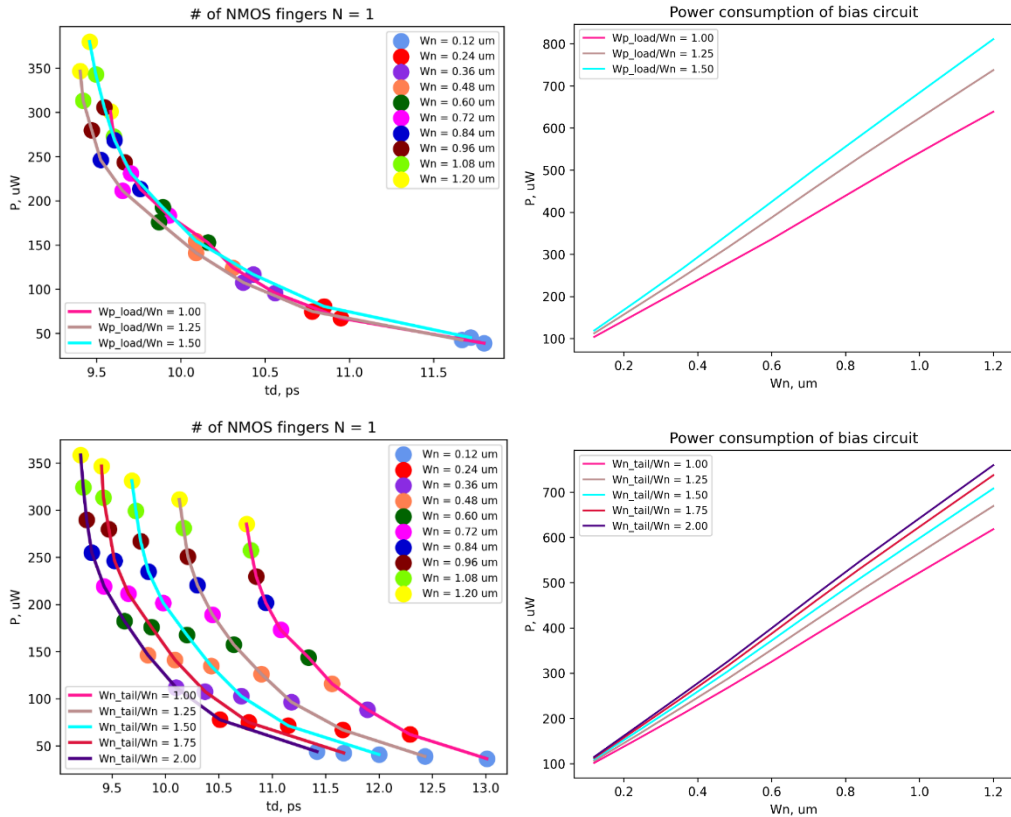 # of NMOS fingers N = 1
P, uW
350
300
250
200
150
100
50
Wn = 0.12 um
Wn = 0.24 um
Wn = 0.36 um
Wn = 0.48 um
Wn = 0.60 um
Wn = 0.72 um
Wn = 0.84 um
Wn = 0.96 um
Wn = 1.08 um
Wn = 1.20 um
Wp_load/Wn = 1.00
Wp_load/Wn = 1.25
Wp_load/Wn = 1.50
9.5 10.0 10.5 11.0 11.5
td, ps
Power consumption of bias circuit
P, uW
800
700
600
500
400
300
200
100
Wp_load/Wn = 1.00
Wp_load/Wn = 1.25
Wp_load/Wn = 1.50
0.2 0.4 0.6 0.8 1.0 1.2
Wn, um
# of NMOS fingers N = 1
P, uW
350
300
250
200
150
100
50
Wn = 0.12 um
Wn = 0.24 um
Wn = 0.36 um
Wn = 0.48 um
Wn = 0.60 um
Wn = 0.72 um
Wn = 0.84 um
Wn = 0.96 um
Wn = 1.08 um
Wn = 1.20 um
Wn_tail/Wn = 1.00
Wn_tail/Wn = 1.25
Wn_tail/Wn = 1.50
Wn_tail/Wn = 1.75
Wn_tail/Wn = 2.00
9.5 10.0 10.5 11.0 11.5 12.0 12.5 13.0
td, ps
Power consumption of bias circuit
P, uW
700
600
500
400
300
200
100
Wn_tail/Wn = 1.00
Wn_tail/Wn = 1.25
Wn_tail/Wn = 1.50
Wn_tail/Wn = 1.75
Wn_tail/Wn = 2.00
0.2 0.4 0.6 0.8 1.0 1.2
Wn, um